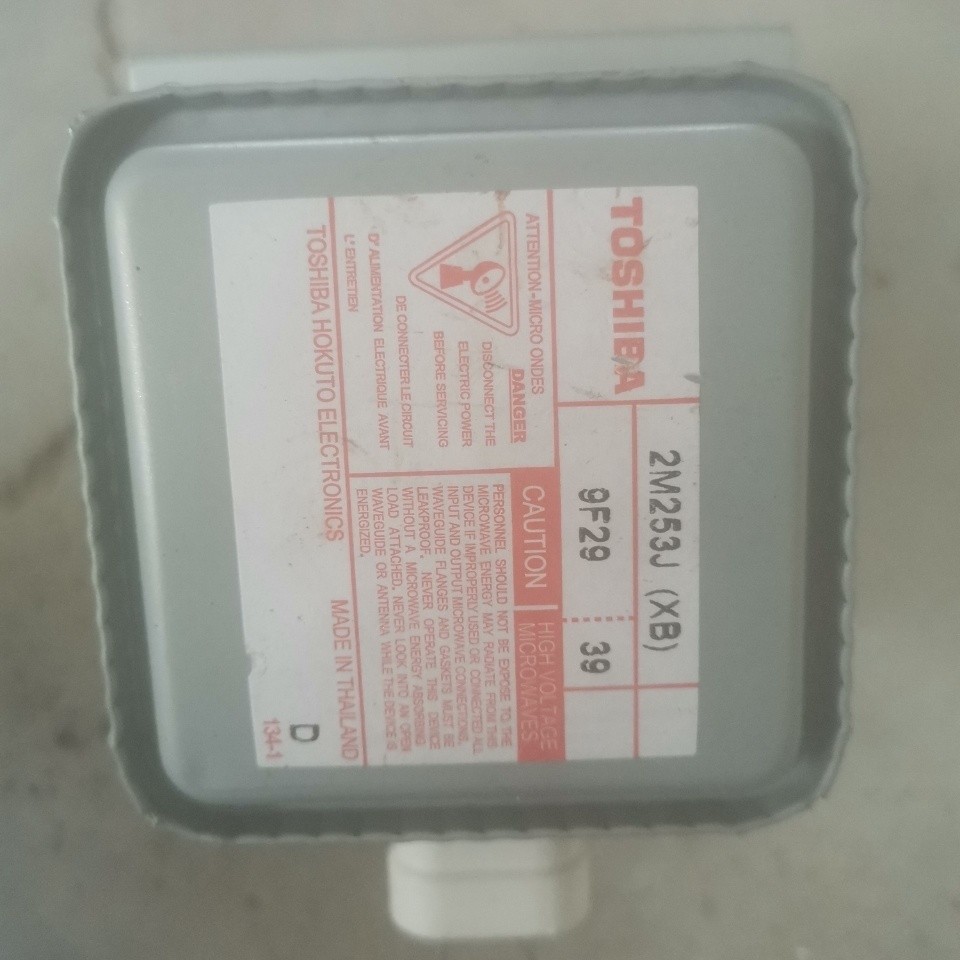 TOSHIBA
2M253J (XB)
9F29 39
ATTENTION-MICRO ONDES
DANGER
DISCONNECT THE
ELECTRIC POWER
BEFORE SERVICING
DE CONNECTER LE CIRCUIT
D' ALIMENTATION ELECTRIQUE AVANT
L' ENTRETIEN
CAUTION
HIGH VOLTAGE
MICROWAVES
PERSONNEL SHOULD NOT BE EXPOSE TO THE
MICROWAVE ENERGY MAY RADIATE FROM THIS
DEVICE IF IMPROPERLY USED OR CONNECTED ALL
INPUT AND OUTPUT MICROWAVE CONNECTIONS,
WAVEGUIDE FLANGES AND GASKETS MUST BE
LEAKPROOF. NEVER OPERATE THIS DEVICE
WITHOUT A MICROWAVE ENERGY ABSORBING
LOAD ATTACHED. NEVER LOOK INTO AN OPEN
WAVEGUIDE OR ANTENNA WHILE THE DEVICE IS
ENERGIZED.
TOSHIBA HOKUTO ELECTRONICS MADE IN THAILAND
D
134-1